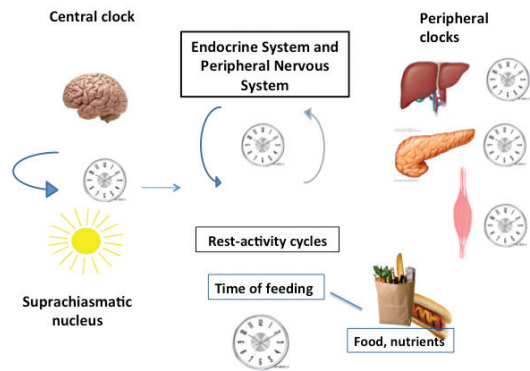 Central clock
Endocrine System and
Peripheral Nervous
System
Peripheral
clocks
Rest-activity cycles
Time of feeding
Suprachiasmatic
nucleus
Food, nutrients